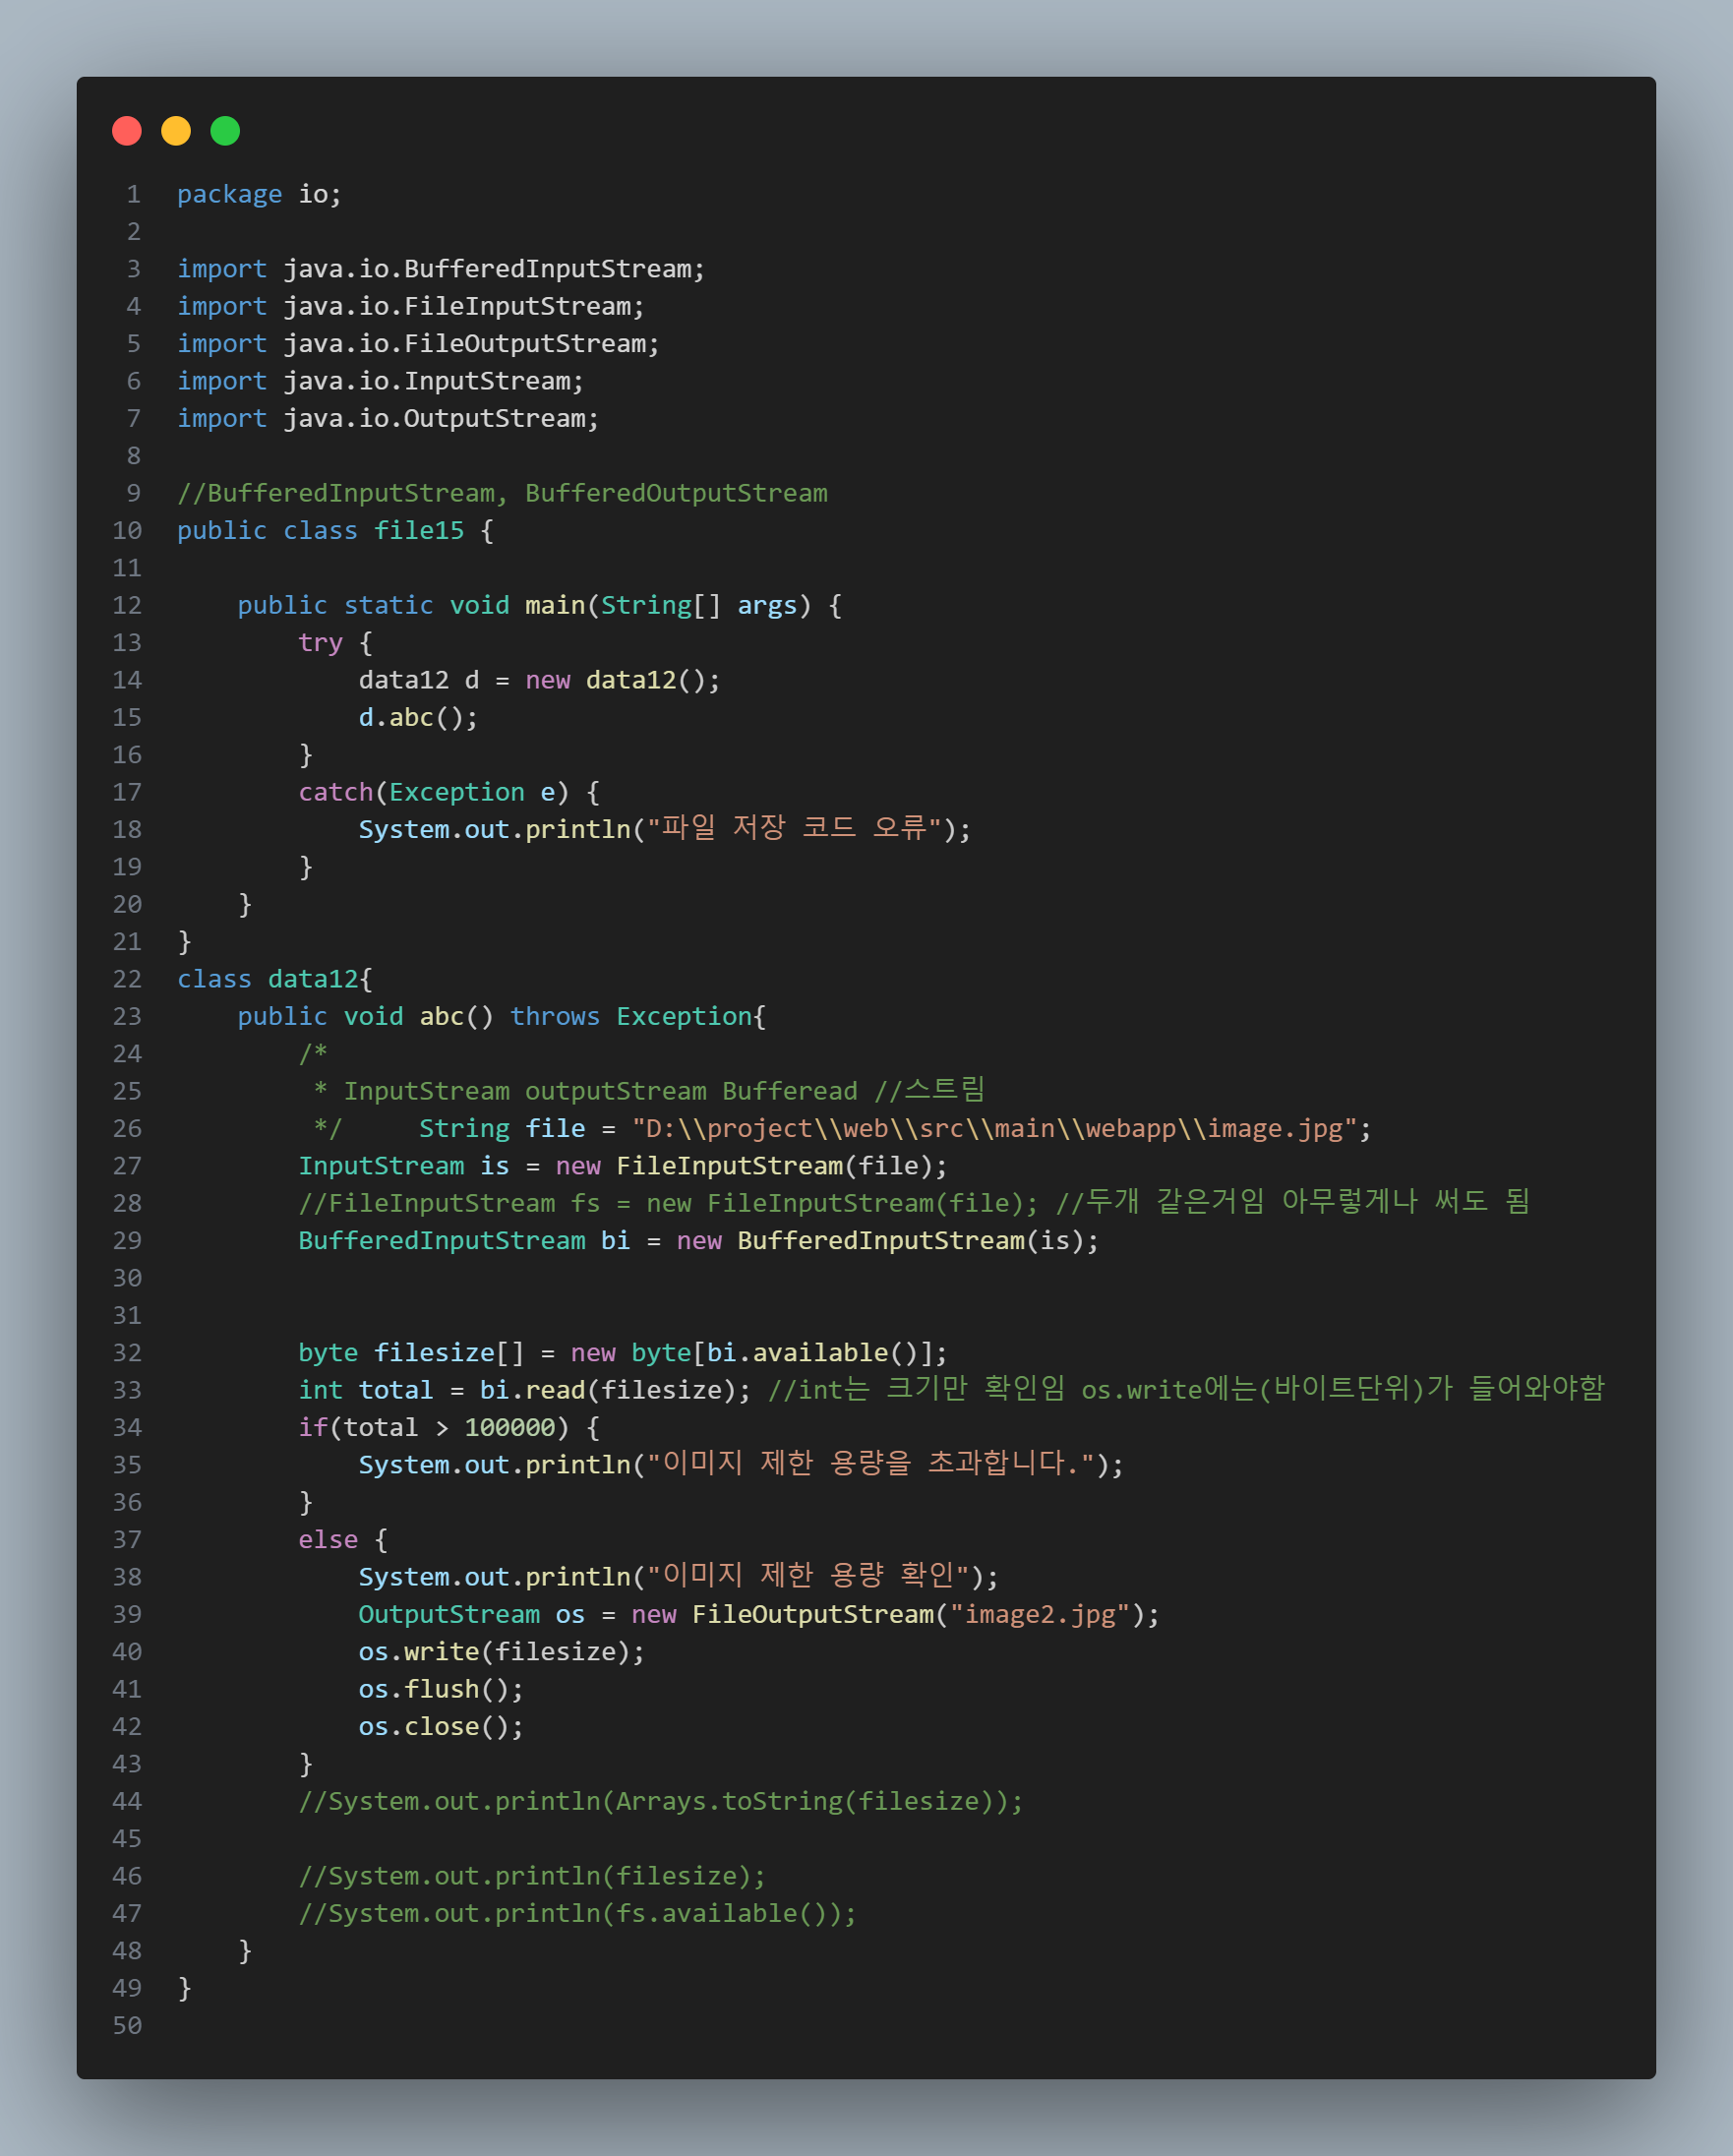 1 package io;
2
3 import java.io.BufferedInputStream;
4 import java.io.FileInputStream;
5 import java.io.FileOutputStream;
6 import java.io.InputStream;
7 import java.io.OutputStream;
8
9 //BufferedInputStream, BufferedOutputStream
10 public class file15 {
11
12     public static void main(String[] args) {
13         try {
14             data12 d = new data12();
15             d.abc();
16         }
17         catch(Exception e) {
18             System.out.println("파일 저장 코드 오류");
19         }
20     }
21 }
22 class data12{
23     public void abc() throws Exception{
24         /*
25          * InputStream outputStream Bufferead //스트림
26          */     String file = "D:\\project\\web\\src\\main\\webapp\\image.jpg";
27         InputStream is = new FileInputStream(file);
28         //FileInputStream fs = new FileInputStream(file); //두개 같은거임 아무렇게나 써도 됨
29         BufferedInputStream bi = new BufferedInputStream(is);
30
31
32         byte filesize[] = new byte[bi.available()];
33         int total = bi.read(filesize); //int는 크기만 확인임 os.write에는(바이트단위)가 들어와야함
34         if(total > 100000) {
35             System.out.println("이미지 제한 용량을 초과합니다.");
36         }
37         else {
38             System.out.println("이미지 제한 용량 확인");
39             OutputStream os = new FileOutputStream("image2.jpg");
40             os.write(filesize);
41             os.flush();
42             os.close();
43         }
44         //System.out.println(Arrays.toString(filesize));
45
46         //System.out.println(filesize);
47         //System.out.println(fs.available());
48     }
49 }
50